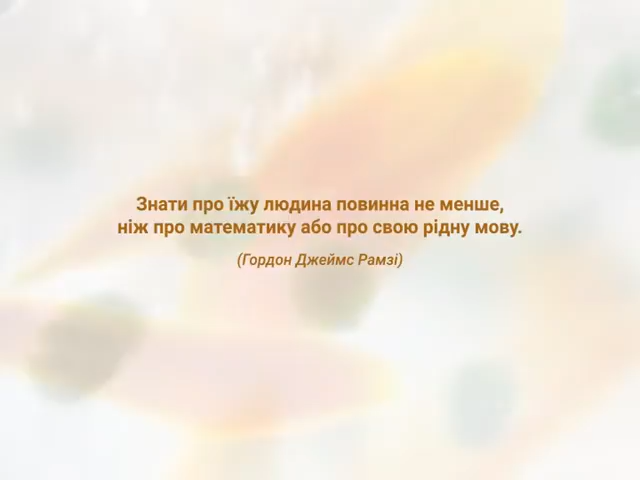 Знати про їжу людина повинна не менше,
ніж про математику або про свою рідну мову.
(Гордон Джеймс Рамзі)